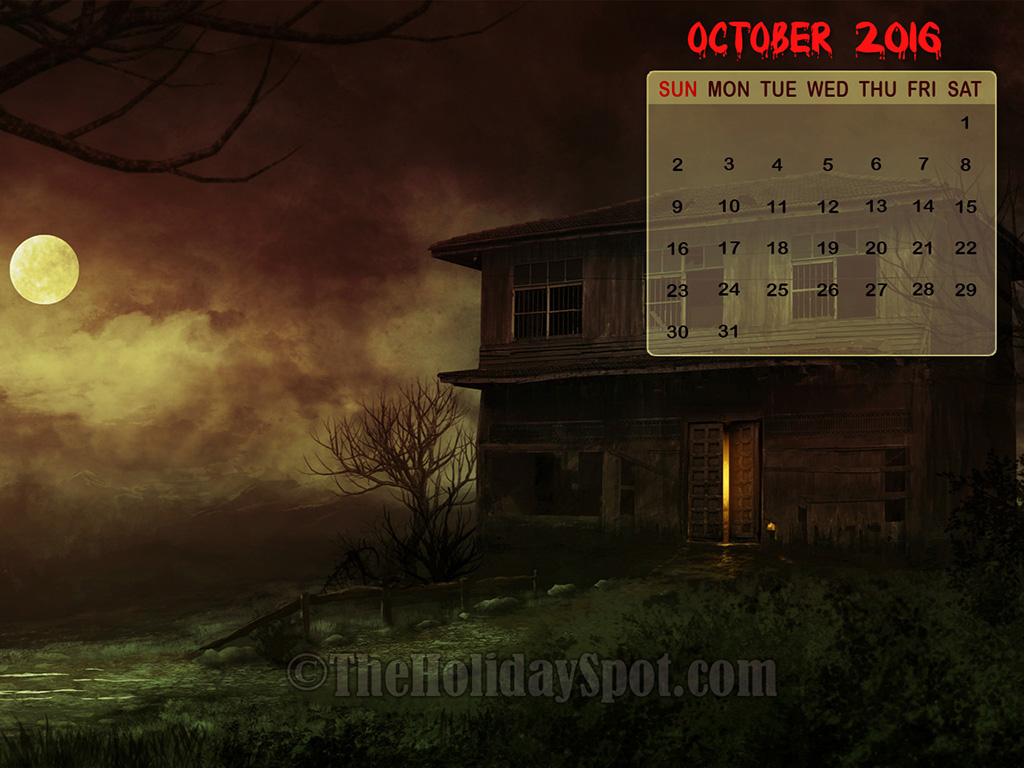 OCTOBER 2016
SUN MON TUE WED THU FRI SAT
1
2 3 4 5 6 7 8
9 10 11 12 13 14 15
16 17 18 19 20 21 22
23 24 25 26 27 28 29
30 31
©TheHolidaySpot.com